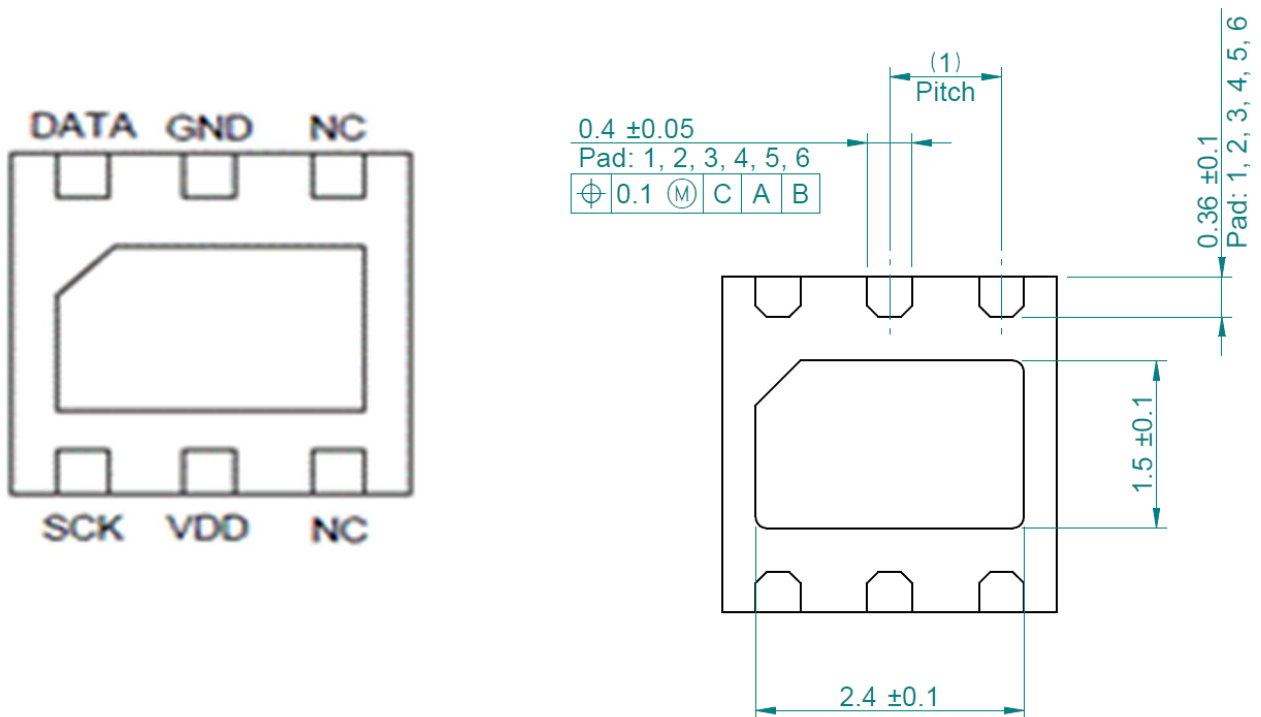 DATA GND NC
SCK VDD NC
(1)
Pitch
0.4 ±0.05
Pad: 1, 2, 3, 4, 5, 6
⌖ 0.1 Ⓜ C A B
0.36 ±0.1
Pad: 1, 2, 3, 4, 5, 6
1.5 ±0.1
2.4 ±0.1